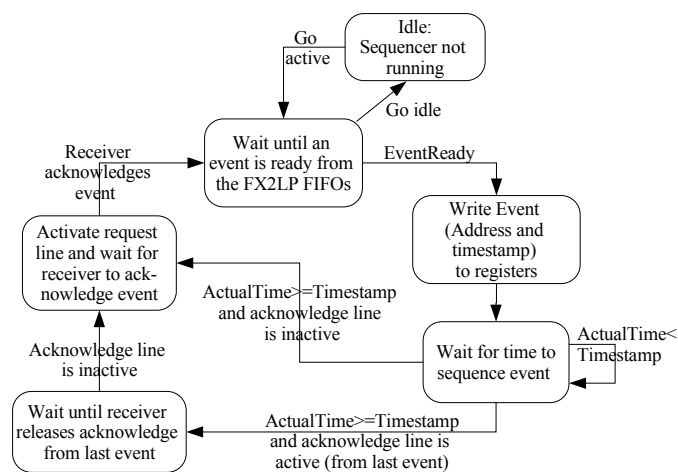 Idle:
Sequencer not
running
Go
active
Go idle
Wait until an
event is ready from
the FX2LP FIFOs
EventReady
Receiver
acknowledges
event
Write Event
(Address and
timestamp)
to registers
Activate request
line and wait for
receiver to ack-
nowledge event
ActualTime>=Timestamp
and acknowledge line
is inactive
ActualTime<
Timestamp
Wait for time to
sequence event
Acknowledge line
is inactive
Wait until receiver
releases acknowledge
from last event
ActualTime>=Timestamp
and acknowledge line is
active (from last event)